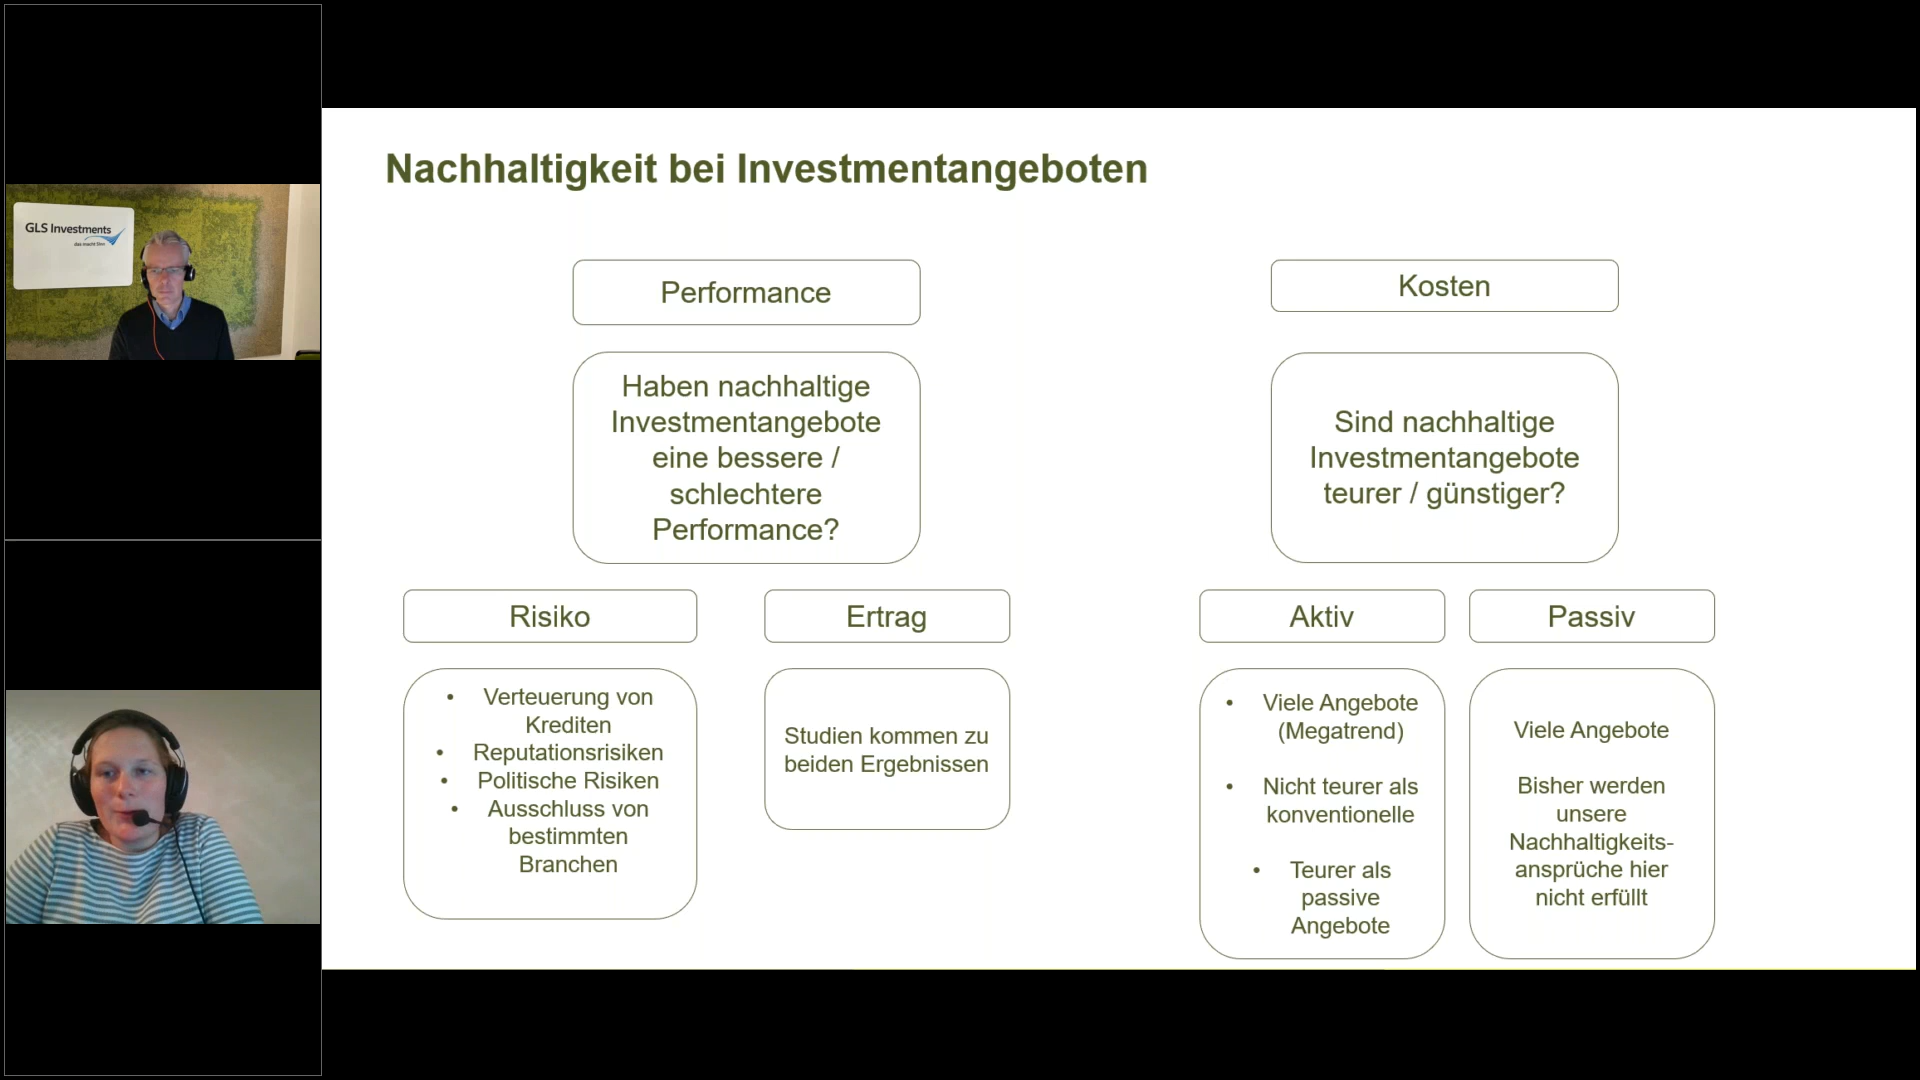 GLS Investments
das macht Sinn
Nachhaltigkeit bei Investmentangeboten
Performance
Haben nachhaltige
Investmentangebote
eine bessere /
schlechtere
Performance?
Risiko
• Verteuerung von
Krediten
• Reputationsrisiken
• Politische Risiken
• Ausschluss von
bestimmten
Branchen
Ertrag
Studien kommen zu
beiden Ergebnissen
Kosten
Sind nachhaltige
Investmentangebote
teurer / günstiger?
Aktiv
• Viele Angebote
(Megatrend)
• Nicht teurer als
konventionelle
• Teurer als
passive
Angebote
Passiv
Viele Angebote
Bisher werden
unsere
Nachhaltigkeits-
ansprüche hier
nicht erfüllt